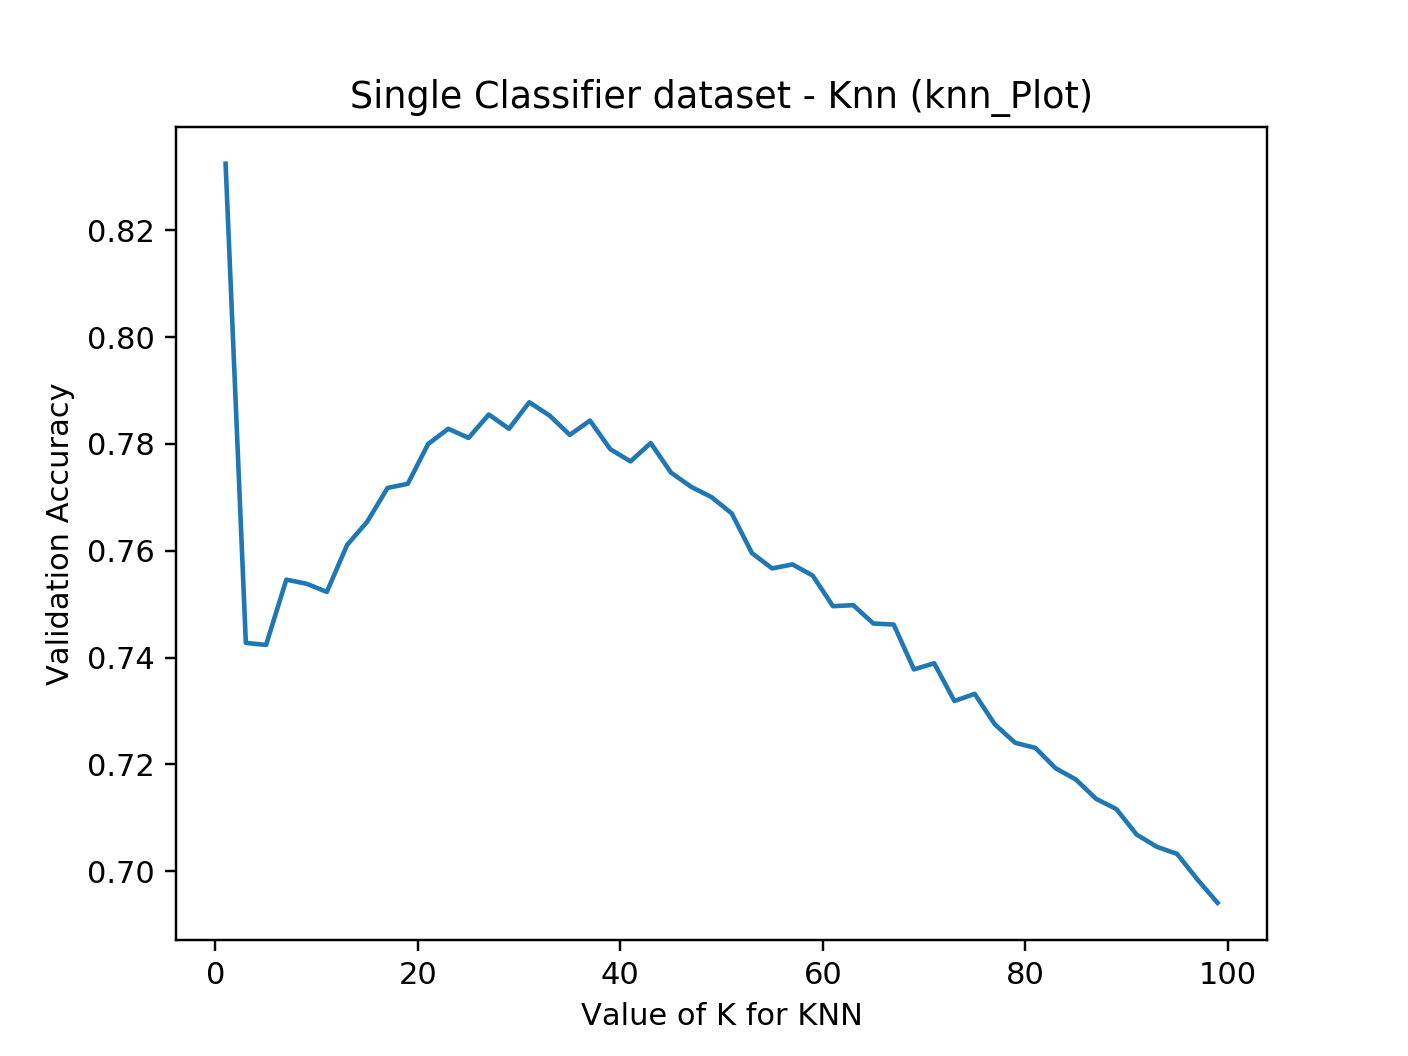 Single Classifier dataset - Knn (knn_Plot)
0.82
0.80
0.78
0.76
0.74
0.72
0.70
Validation Accuracy
0 20 40 60 80 100
Value of K for KNN